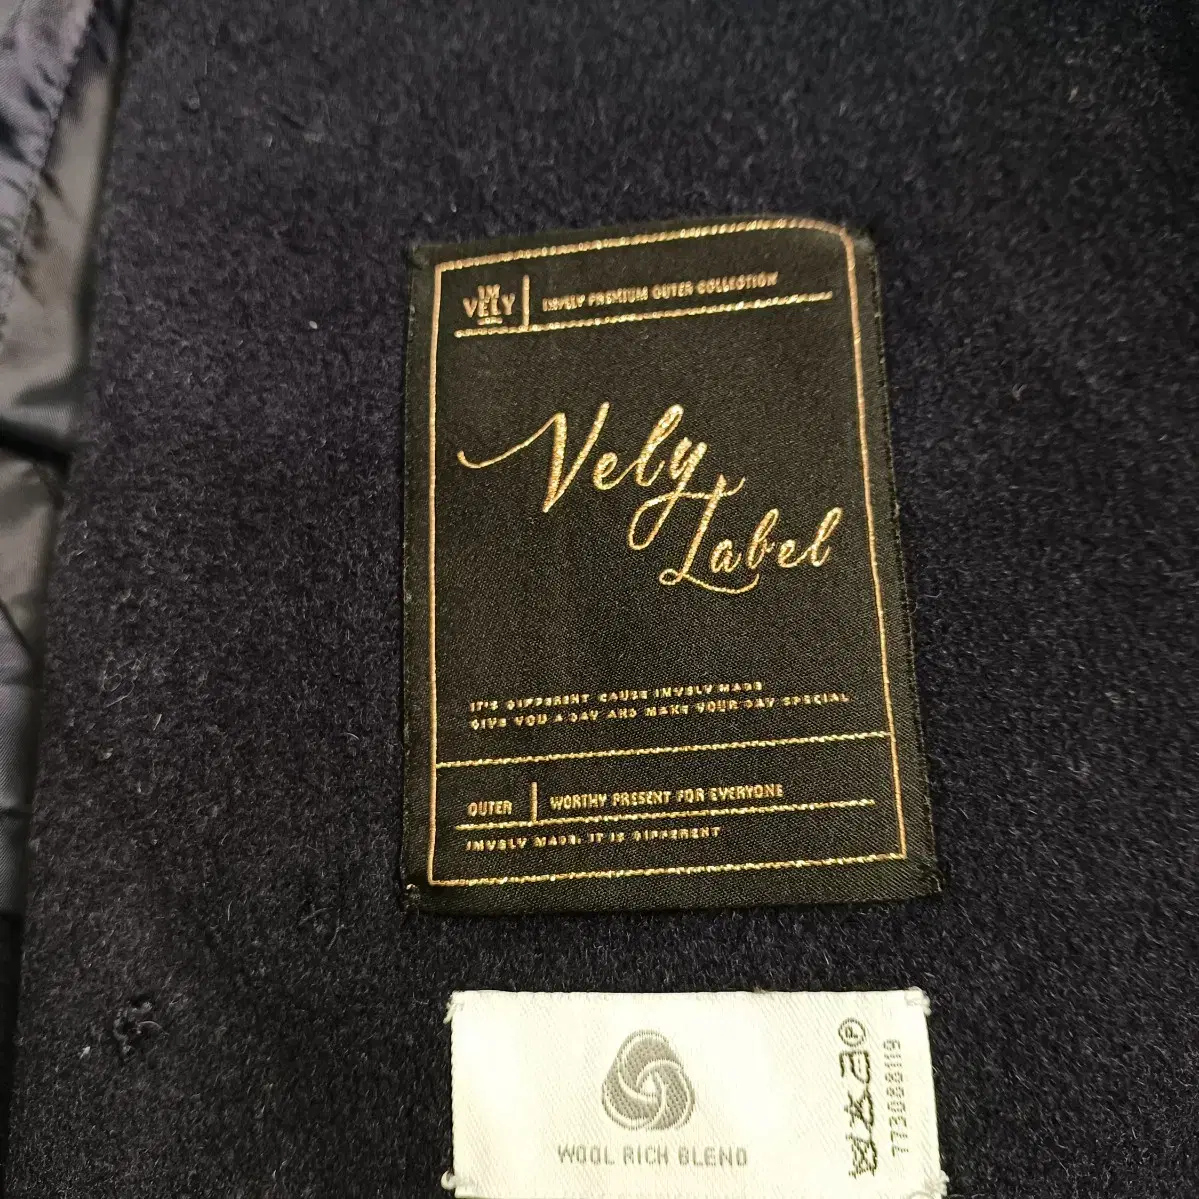 IM
VELY
IMVELY PREMIUM OUTER COLLECTION
Vely
Label
IT'S DIFFERENT CAUSE IMVELY MADE
GIVE YOU A DAY AND MAKE YOUR DAY SPECIAL
OUTER
WORTHY PRESENT FOR EVERYONE
IMVELY MADE, IT IS DIFFERENT
WOOL RICH BLEND
P
773088119